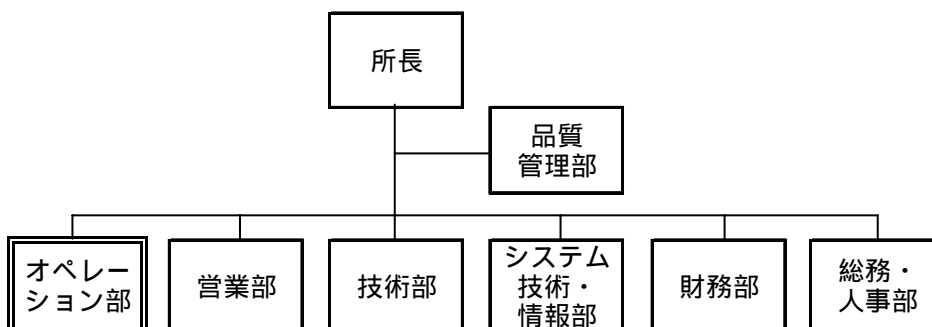 所長
品質
管理部
オペレー
ション部
営業部
技術部
システム
技術・
情報部
財務部
総務・
人事部